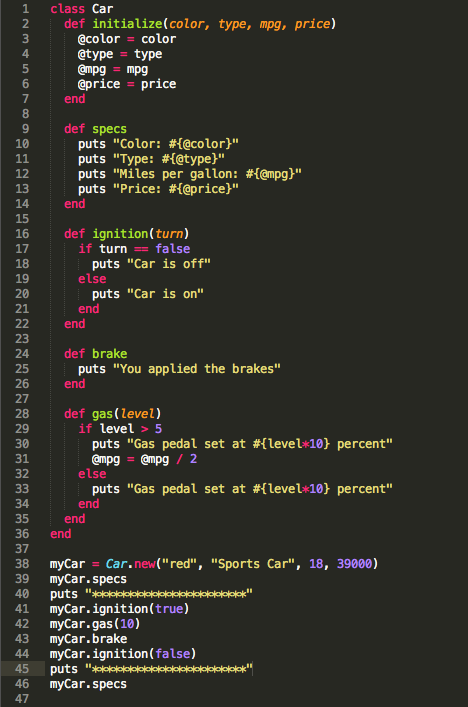 1 class Car
2   def initialize(color, type, mpg, price)
3     @color = color
4     @type = type
5     @mpg = mpg
6     @price = price
7   end
8
9   def specs
10     puts "Color: #{@color}"
11     puts "Type: #{@type}"
12     puts "Miles per gallon: #{@mpg}"
13     puts "Price: #{@price}"
14   end
15
16   def ignition(turn)
17     if turn == false
18       puts "Car is off"
19     else
20       puts "Car is on"
21     end
22   end
23
24   def brake
25     puts "You applied the brakes"
26   end
27
28   def gas(level)
29     if level > 5
30       puts "Gas pedal set at #{level*10} percent"
31       @mpg = @mpg / 2
32     else
33       puts "Gas pedal set at #{level*10} percent"
34     end
35   end
36 end
37
38 myCar = Car.new("red", "Sports Car", 18, 39000)
39 myCar.specs
40 puts "**********************"
41 myCar.ignition(true)
42 myCar.gas(10)
43 myCar.brake
44 myCar.ignition(false)
45 puts "**********************"
46 myCar.specs
47